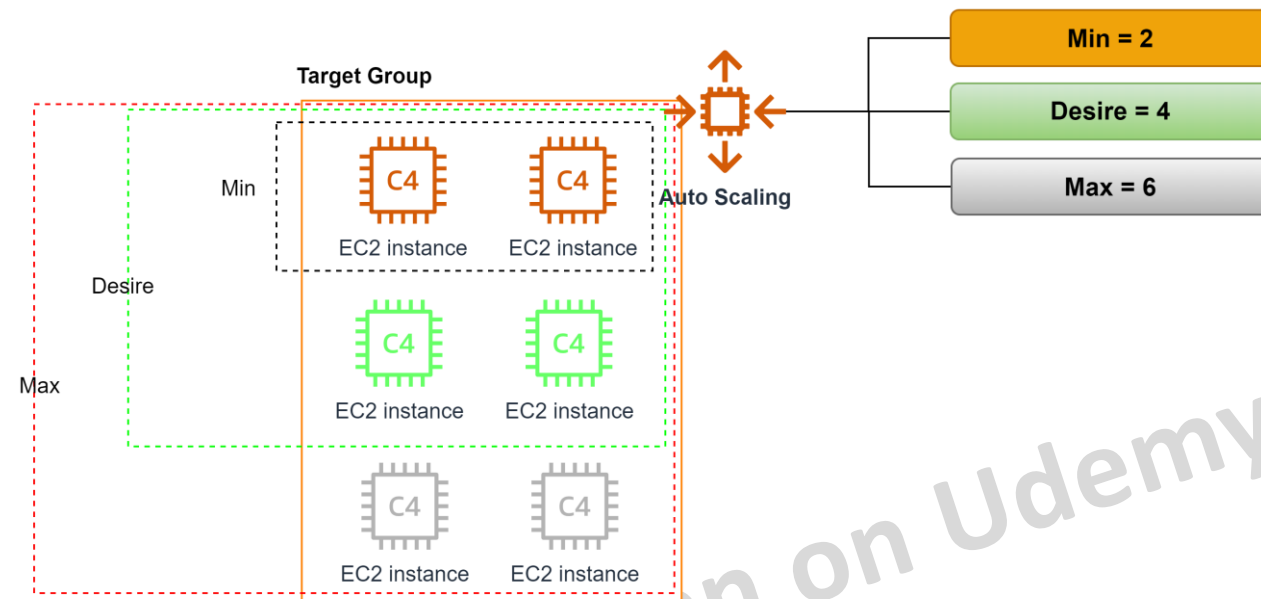 Min = 2
Target Group
Desire = 4
C4 C4
Min
Max = 6
Auto Scaling
EC2 instance EC2 instance
Desire
C4 C4
Max
EC2 instance EC2 instance
C4 C4
EC2 instance EC2 instance
on Udemy